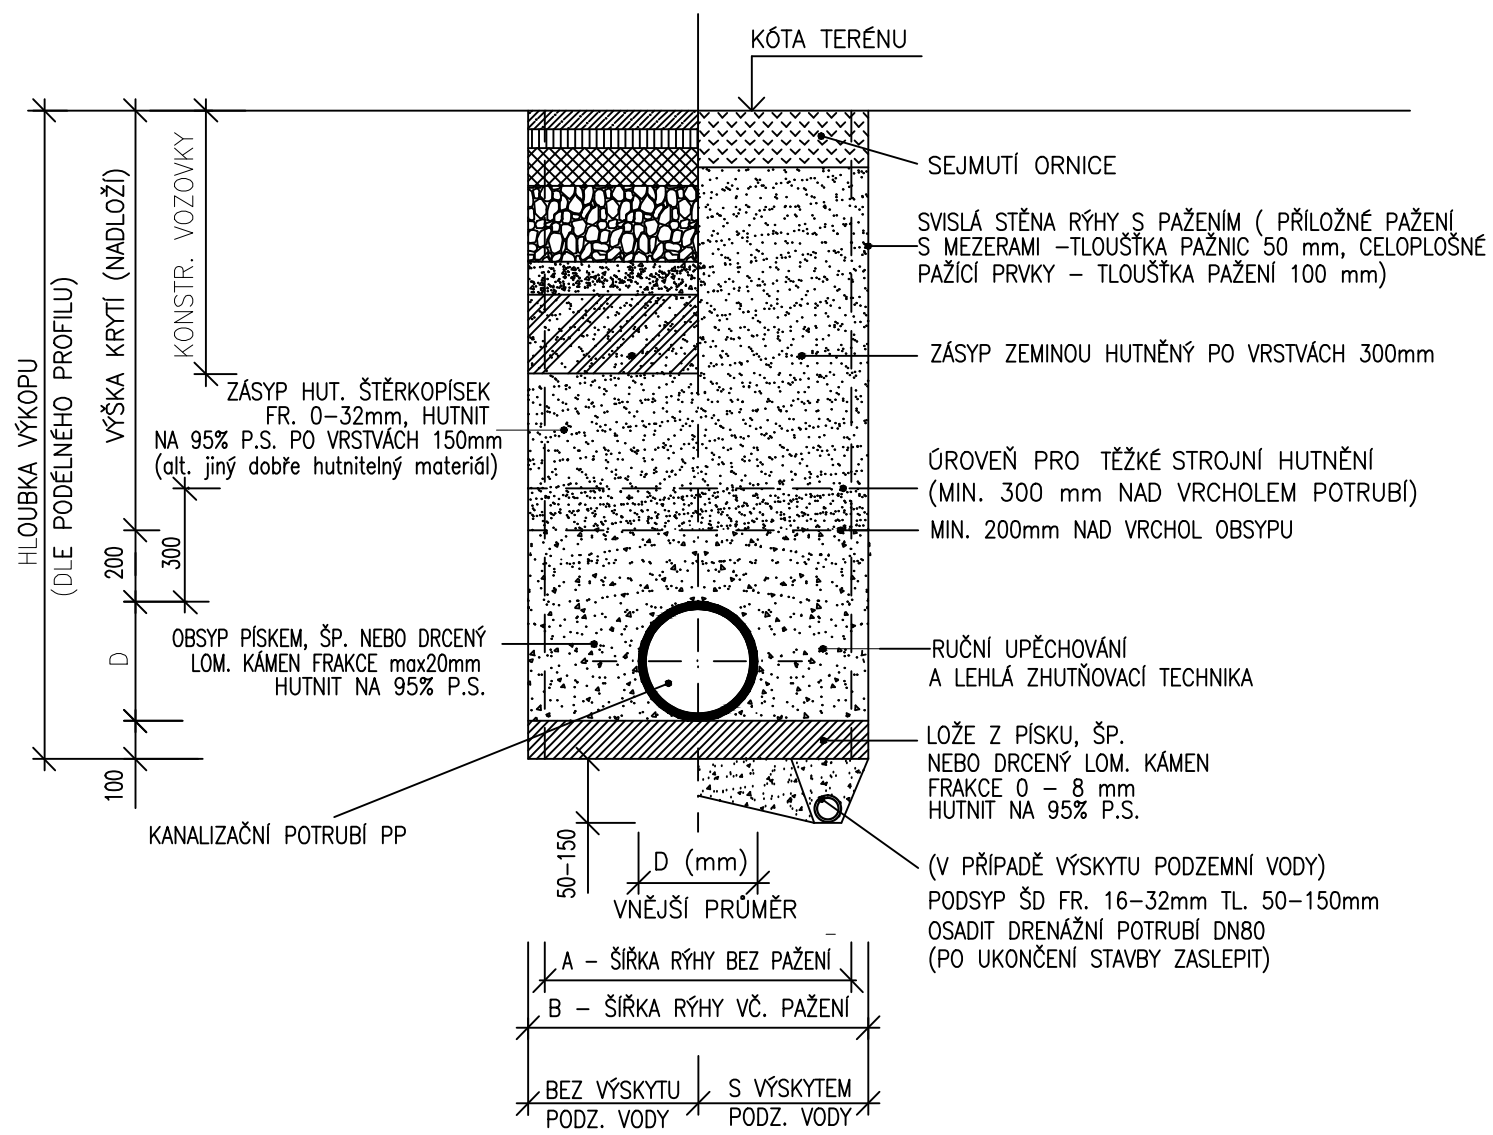 KÓTA TERÉNU
SEJMUTÍ ORNICE
SVISLÁ STĚNA RÝHY S PAŽENÍM ( PŘÍLOŽNÉ PAŽENÍ
S MEZERAMI -TLOUŠŤKA PAŽNIC 50 mm, CELOPLOŠNÉ
PAŽÍCÍ PRVKY - TLOUŠŤKA PAŽENÍ 100 mm)
ZÁSYP ZEMINOU HUTNĚNÝ PO VRSTVÁCH 300mm
ÚROVEŇ PRO TĚŽKÉ STROJNÍ HUTNĚNÍ
(MIN. 300 mm NAD VRCHOLEM POTRUBÍ)
MIN. 200mm NAD VRCHOL OBSYPU
RUČNÍ UPĚCHOVÁNÍ
A LEHLÁ ZHUTŇOVACÍ TECHNIKA
LOŽE Z PÍSKU, ŠP.
NEBO DRCENÝ LOM. KÁMEN
FRAKCE 0 - 8 mm
HUTNIT NA 95% P.S.
(V PŘÍPADĚ VÝSKYTU PODZEMNÍ VODY)
PODSYP ŠD FR. 16-32mm TL. 50-150mm
OSADIT DRENÁŽNÍ POTRUBÍ DN80
(PO UKONČENÍ STAVBY ZASLEPIT)
HLOUBKA VÝKOPU
(DLE PODÉLNÉHO PROFILU)
VÝŠKA KRYTÍ (NADLOŽÍ)
KONSTR. VOZOVKY
ZÁSYP HUT. ŠTĚRKOPÍSEK
FR. 0-32mm, HUTNIT
NA 95% P.S. PO VRSTVÁCH 150mm
(alt. jiný dobře hutnitelný materiál)
200
300
D
100
OBSYP PÍSKEM, ŠP. NEBO DRCENÝ
LOM. KÁMEN FRAKCE max20mm
HUTNIT NA 95% P.S.
KANALIZAČNÍ POTRUBÍ PP
50-150
D (mm)
VNĚJŠÍ PRŮMĚR
A - ŠÍŘKA RÝHY BEZ PAŽENÍ
B - ŠÍŘKA RÝHY VČ. PAŽENÍ
BEZ VÝSKYTU
PODZ. VODY
S VÝSKYTEM
PODZ. VODY